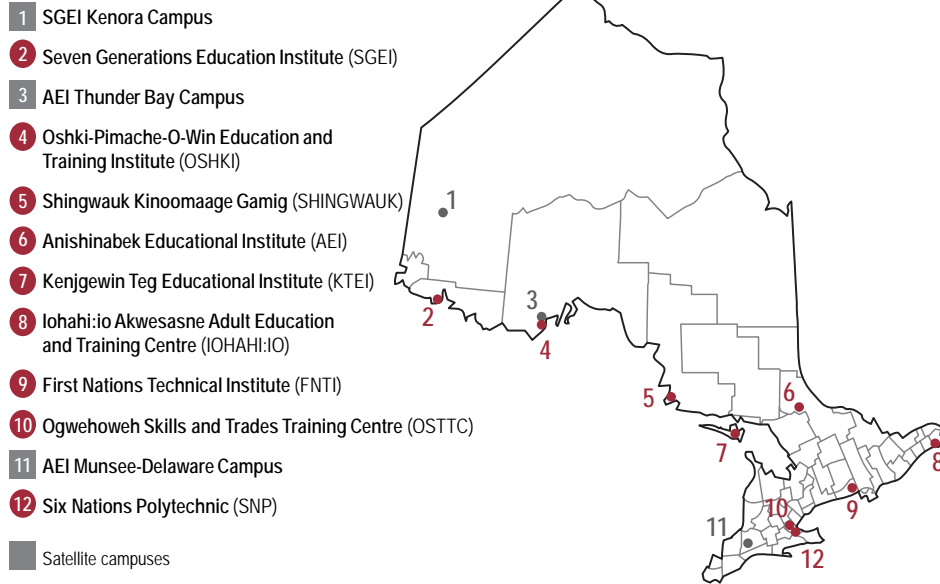 1 SGEI Kenora Campus
2 Seven Generations Education Institute (SGEI)
3 AEI Thunder Bay Campus
4 Oshki-Pimache-O-Win Education and
Training Institute (OSHKI)
5 Shingwauk Kinoomaage Gamig (SHINGWAUK)
6 Anishinabek Educational Institute (AEI)
7 Kenjgewin Teg Educational Institute (KTEI)
8 Iohahi:io Akwesasne Adult Education
and Training Centre (IOHAHI:IO)
9 First Nations Technical Institute (FNTI)
10 Ogwehoweh Skills and Trades Training Centre (OSTTC)
11 AEI Munsee-Delaware Campus
12 Six Nations Polytechnic (SNP)
Satellite campuses
1
2
3
4
5
6
7
8
9
10
11
12